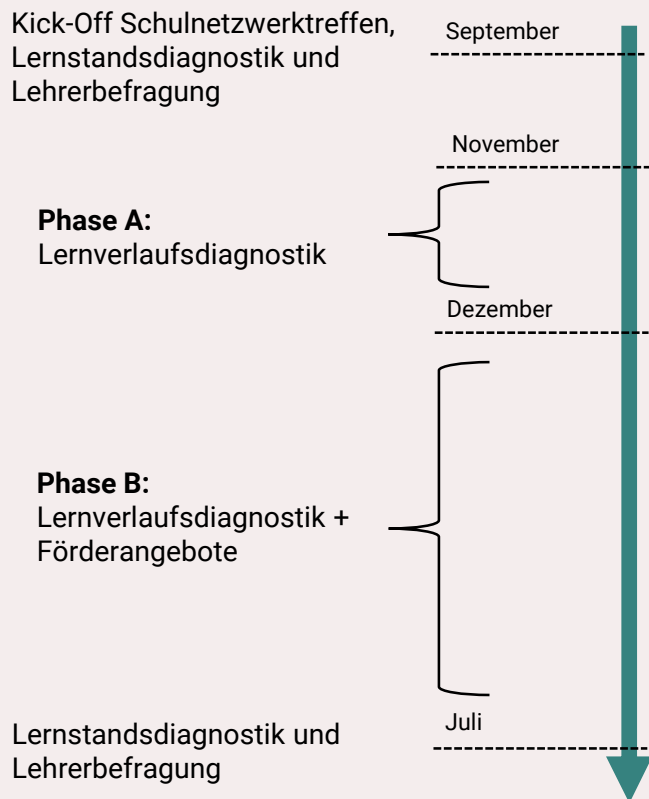 Kick-Off Schulnetzwerktreffen,
Lernstandsdiagnostik und
Lehrerbefragung
September
November
Phase A:
Lernverlaufsdiagnostik
Dezember
Phase B:
Lernverlaufsdiagnostik +
Förderangebote
Juli
Lernstandsdiagnostik und
Lehrerbefragung